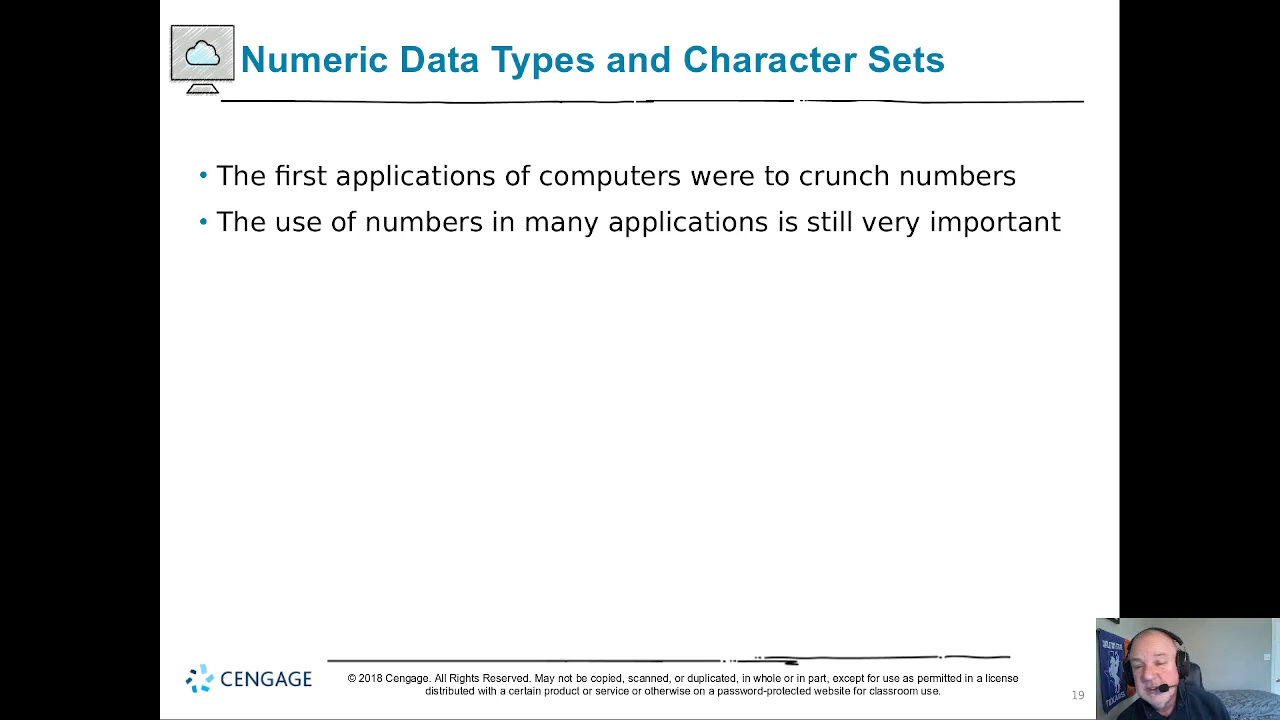 Numeric Data Types and Character Sets
• The first applications of computers were to crunch numbers
• The use of numbers in many applications is still very important
CENGAGE
© 2018 Cengage. All Rights Reserved. May not be copied, scanned, or duplicated, in whole or in part, except for use as permitted in a license
distributed with a certain product or service or otherwise on a password-protected website for classroom use.
19
TEXANS